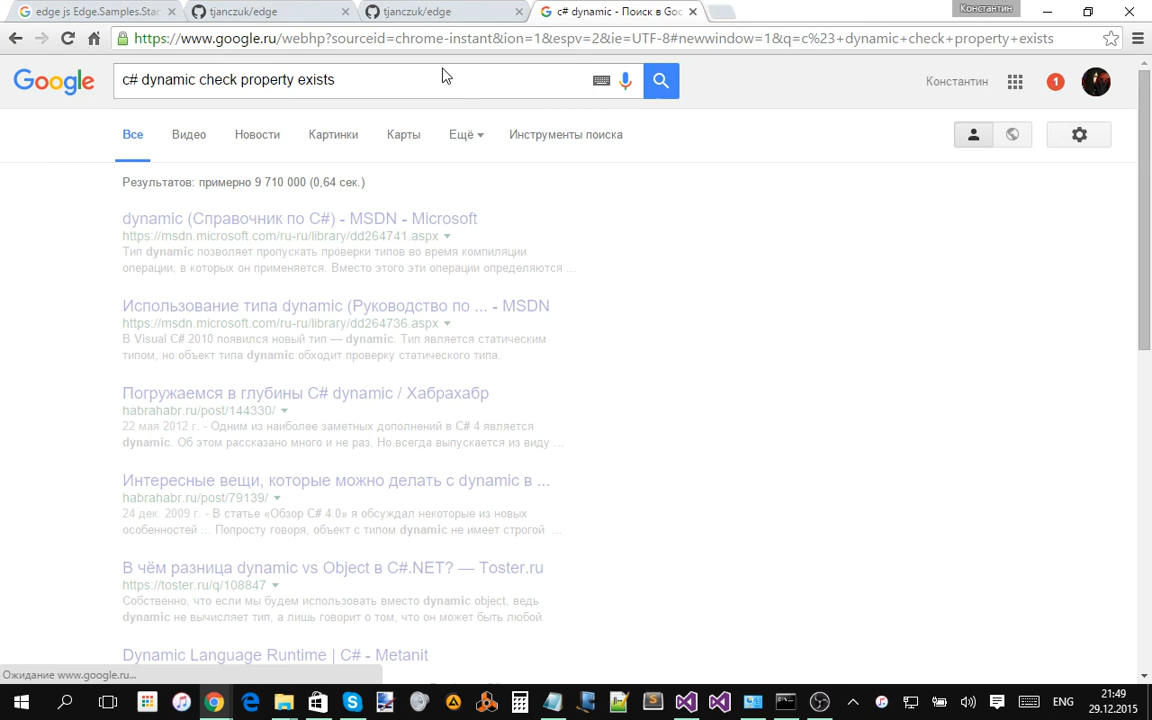 edge js Edge.Samples.Star
tjanczuk/edge
tjanczuk/edge
c# dynamic - Поиск в Goo
Константин
https://www.google.ru/webhp?sourceid=chrome-instant&ion=1&espv=2&ie=UTF-8#newwindow=1&q=c%23+dynamic+check+property+exists
Google
c# dynamic check property exists
Константин
1
Все
Видео
Новости
Картинки
Карты
Ещё
Инструменты поиска
Результатов: примерно 9 710 000 (0,64 сек.)
dynamic (Справочник по C#) - MSDN - Microsoft
https://msdn.microsoft.com/ru-ru/library/dd264741.aspx
Тип dynamic позволяет пропускать проверки типов во время компиляции
операции, в которых он применяется. Вместо этого эти операции определяются ...
Использование типа dynamic (Руководство по ... - MSDN
https://msdn.microsoft.com/ru-ru/library/dd264736.aspx
В Visual C# 2010 появился новый тип — dynamic. Тип является статическим
типом, но объект типа dynamic обходит проверку статического типа.
Погружаемся в глубины C# dynamic / Хабрахабр
habrahabr.ru/post/144330/
22 мая 2012 г. - Одним из наиболее заметных дополнений в C# 4 является
dynamic. Об этом рассказано много и не раз. Но всегда выпускается из виду ...
Интересные вещи, которые можно делать с dynamic в ...
habrahabr.ru/post/79139/
24 дек. 2009 г. - В статье «Обзор C# 4.0» я обсуждал некоторые из новых
особенностей ... Попросту говоря, объект с типом dynamic не имеет строгой ...
В чём разница dynamic vs Object в C#.NET? — Toster.ru
https://toster.ru/q/108847
Собственно, что если мы будем использовать вместо dynamic object, ведь
dynamic не вычисляет тип, а лишь говорит о том, что он может быть любой.
Dynamic Language Runtime | C# - Metanit
Ожидание www.google.ru...
ENG
21:49
29.12.2015